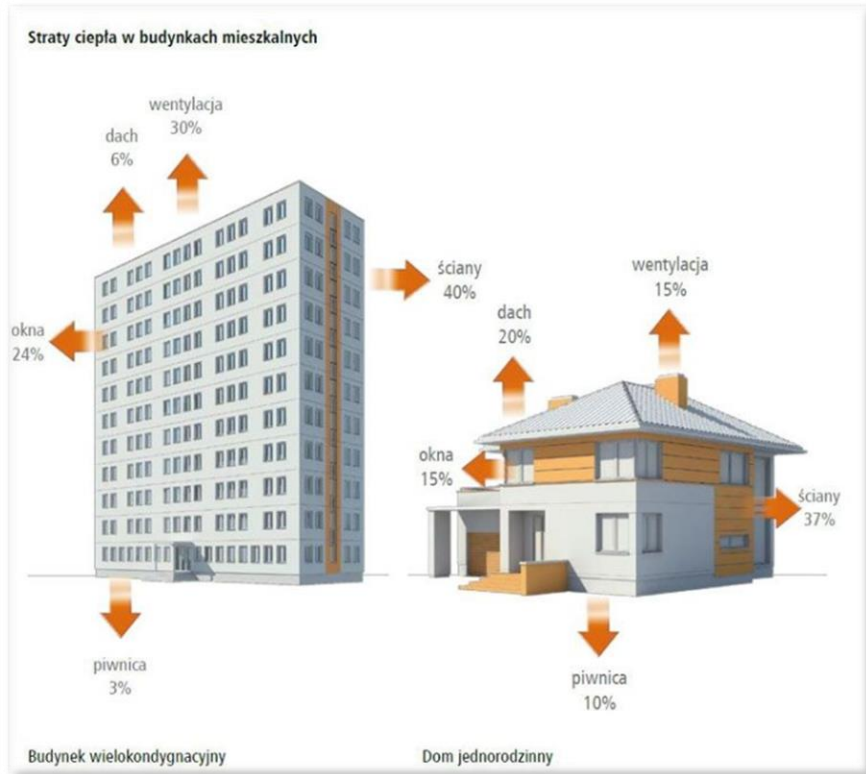 Straty ciepła w budynkach mieszkalnych
wentylacja
30%
dach
6%
ściany
40%
okna
24%
piwnica
3%
wentylacja
15%
dach
20%
okna
15%
ściany
37%
piwnica
10%
Budynek wielokondygnacyjny
Dom jednorodzinny